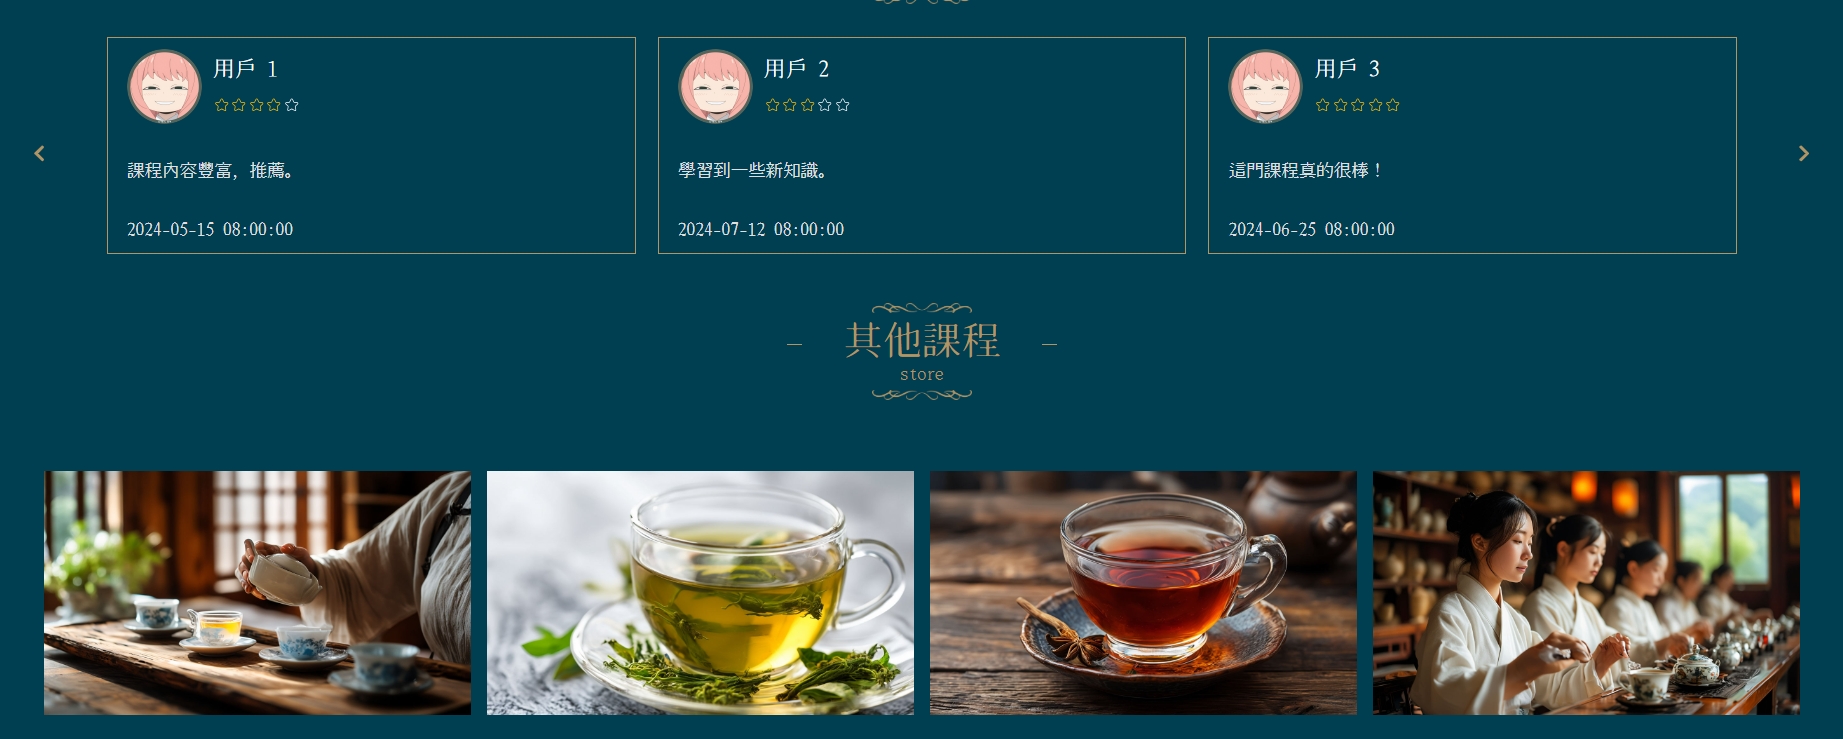 用戶 1
用戶 2
用戶 3
課程內容豐富，推薦。
學習到一些新知識。
這門課程真的很棒！
2024-05-15 08:00:00
2024-07-12 08:00:00
2024-06-25 08:00:00
其他課程
store